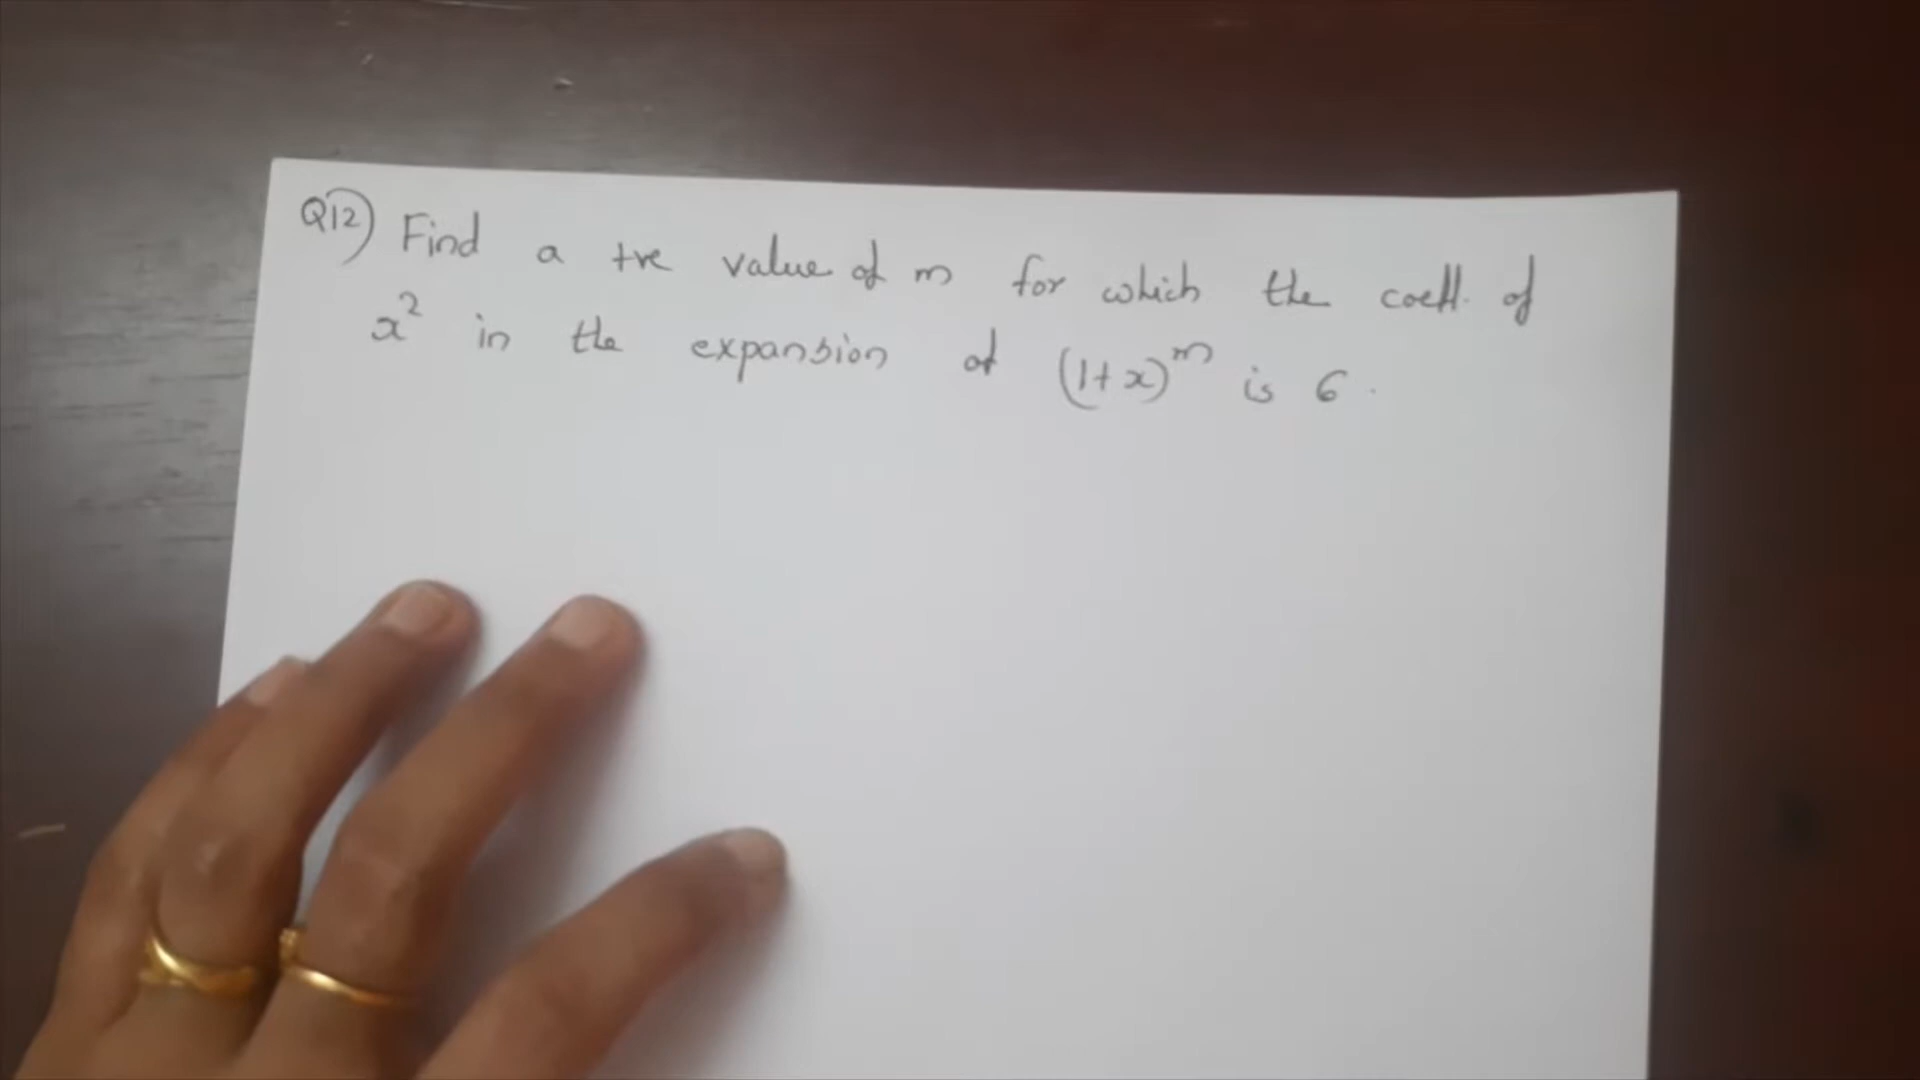 Q12) Find a +ve value of m for which the coeff. of
x² in the expansion of (1+x)ᵐ is 6.